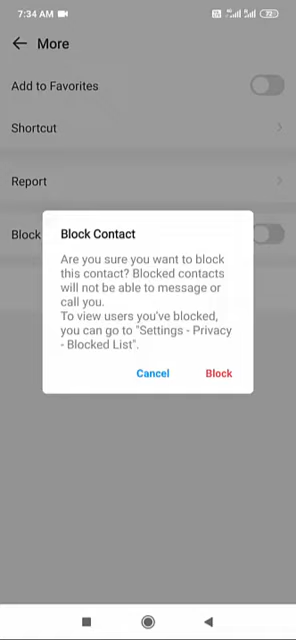 7:34 AM
72
More
Add to Favorites
Shortcut
Report
Block
Block Contact
Are you sure you want to block
this contact? Blocked contacts
will not be able to message or
call you.
To view users you've blocked,
you can go to "Settings - Privacy
- Blocked List".
Cancel
Block